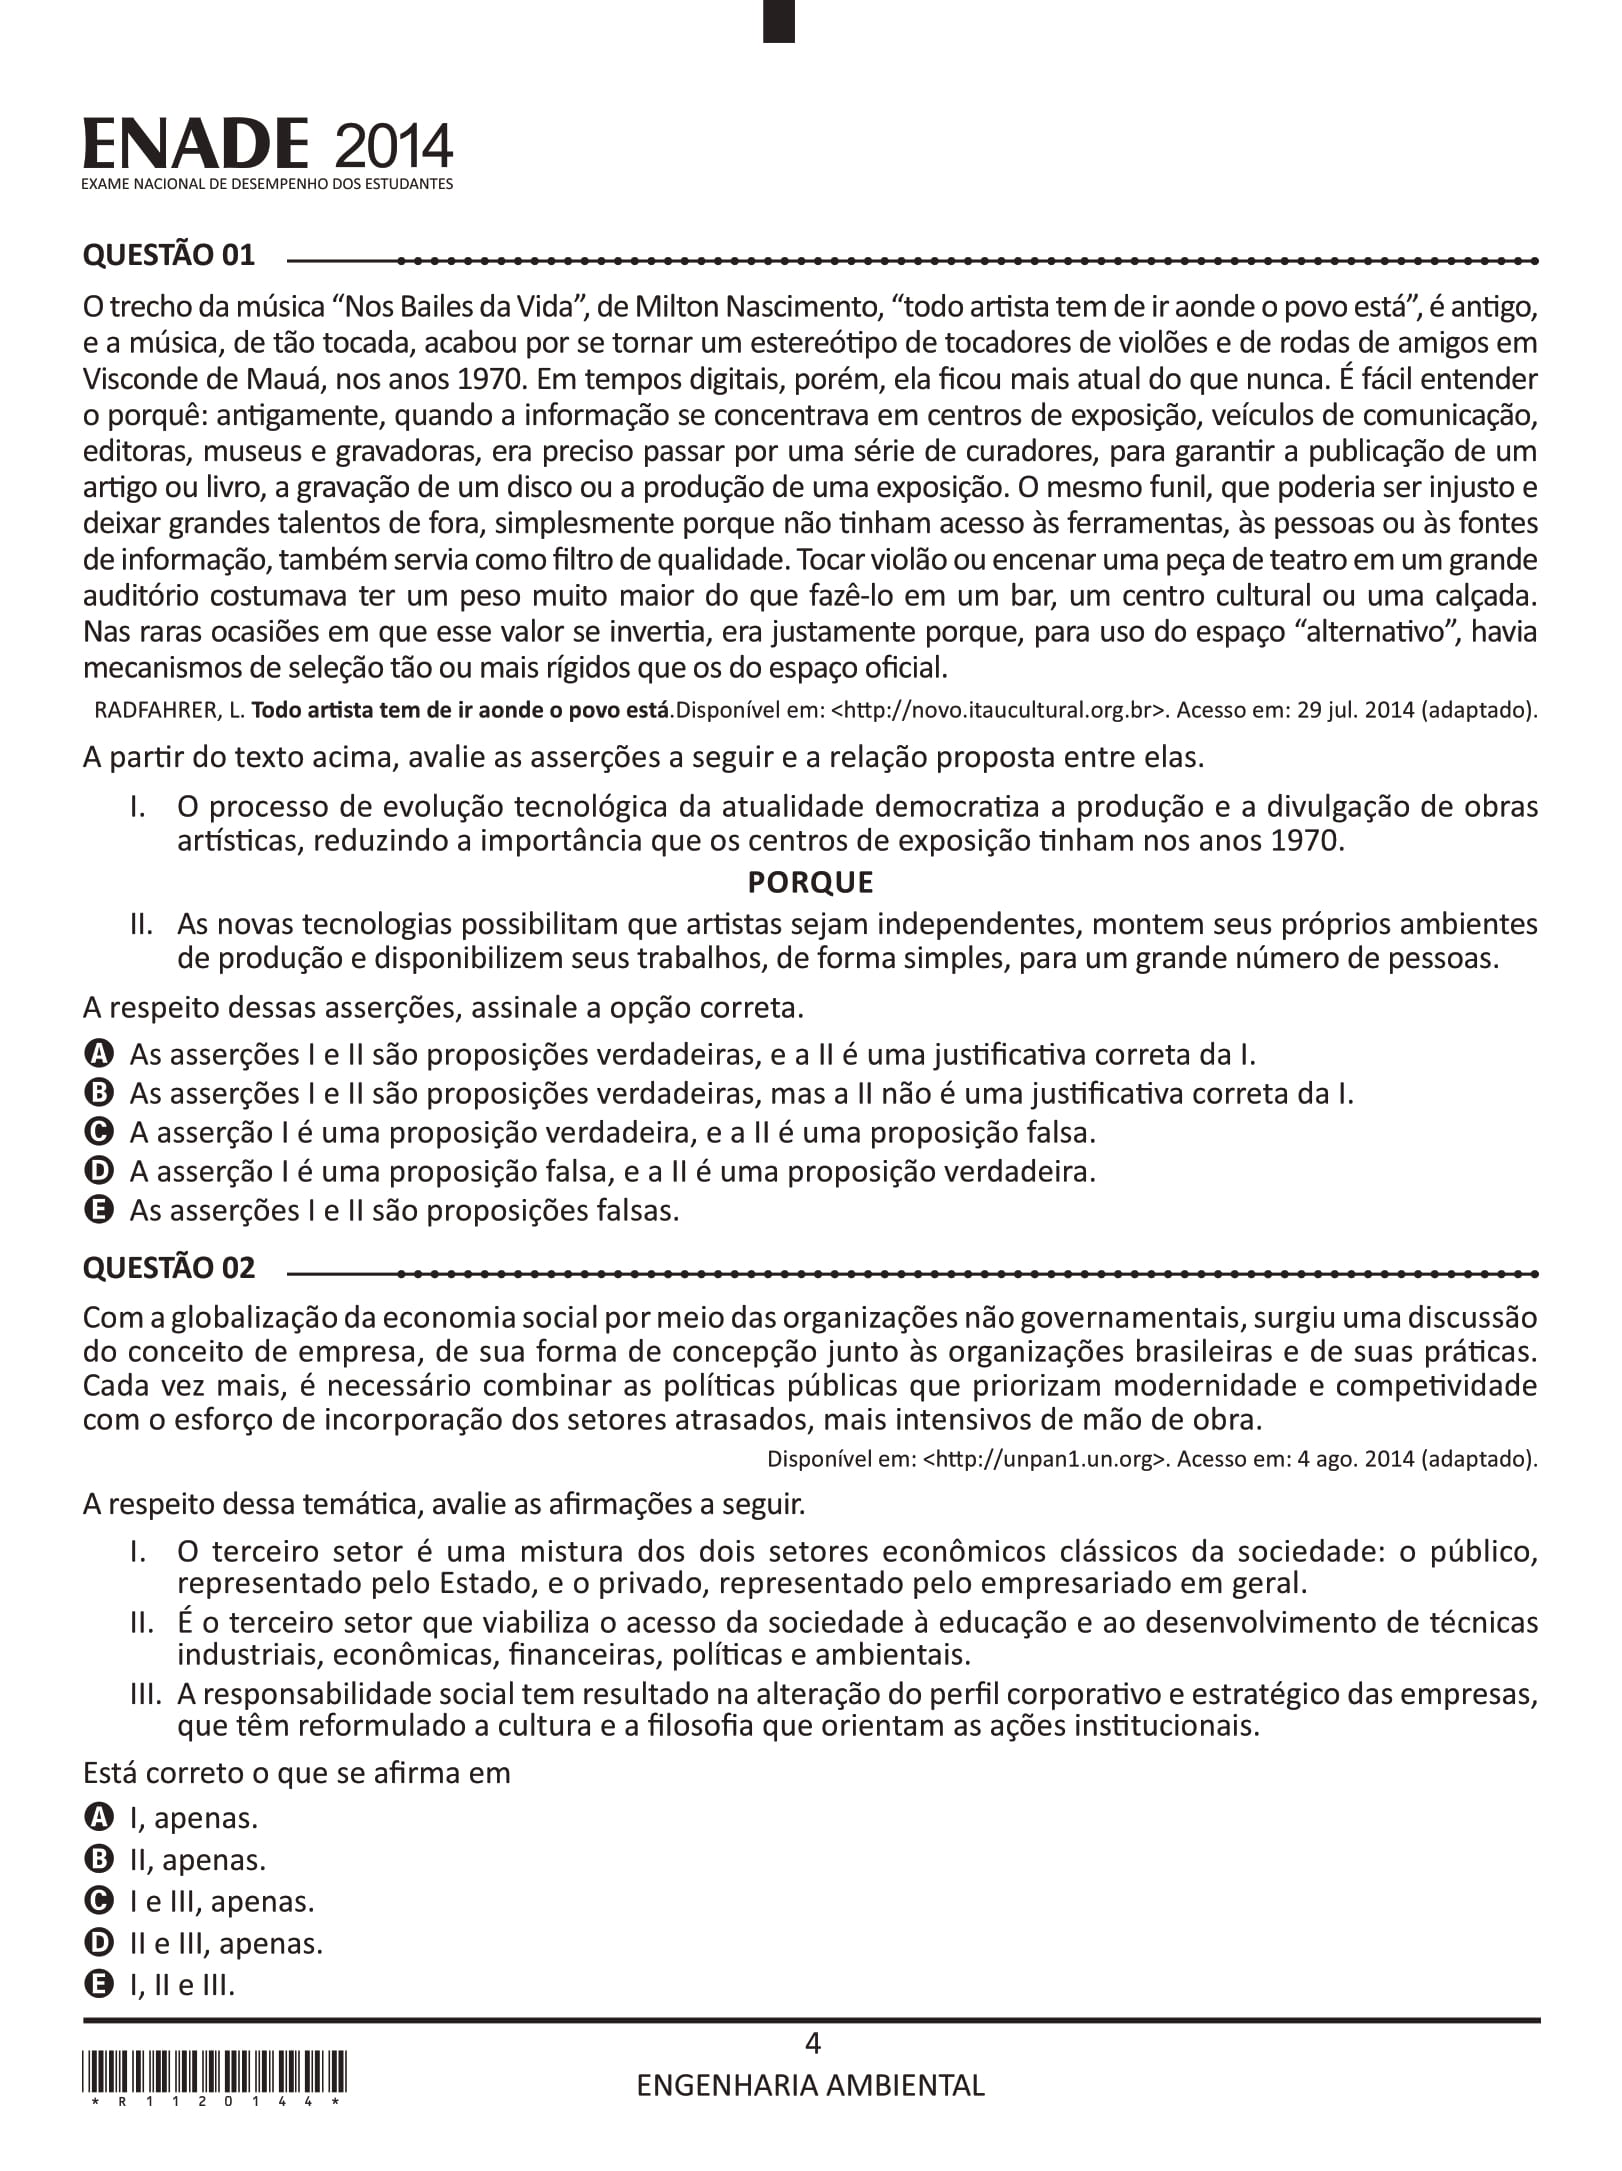 ENADE 2014
EXAME NACIONAL DE DESEMPENHO DOS ESTUDANTES
QUESTÃO 01
O trecho da música “Nos Bailes da Vida”, de Milton Nascimento, “todo artista tem de ir aonde o povo está”, é antigo,
e a música, de tão tocada, acabou por se tornar um estereótipo de tocadores de violões e de rodas de amigos em
Visconde de Mauá, nos anos 1970. Em tempos digitais, porém, ela ficou mais atual do que nunca. É fácil entender
o porquê: antigamente, quando a informação se concentrava em centros de exposição, veículos de comunicação,
editoras, museus e gravadoras, era preciso passar por uma série de curadores, para garantir a publicação de um
artigo ou livro, a gravação de um disco ou a produção de uma exposição. O mesmo funil, que poderia ser injusto e
deixar grandes talentos de fora, simplesmente porque não tinham acesso às ferramentas, às pessoas ou às fontes
de informação, também servia como filtro de qualidade. Tocar violão ou encenar uma peça de teatro em um grande
auditório costumava ter um peso muito maior do que fazê-lo em um bar, um centro cultural ou uma calçada.
Nas raras ocasiões em que esse valor se invertia, era justamente porque, para uso do espaço “alternativo”, havia
mecanismos de seleção tão ou mais rígidos que os do espaço oficial.
RADFAHRER, L. Todo artista tem de ir aonde o povo está.Disponível em: <http://novo.itaucultural.org.br>. Acesso em: 29 jul. 2014 (adaptado).
A partir do texto acima, avalie as asserções a seguir e a relação proposta entre elas.
I. O processo de evolução tecnológica da atualidade democratiza a produção e a divulgação de obras
artísticas, reduzindo a importância que os centros de exposição tinham nos anos 1970.
PORQUE
II. As novas tecnologias possibilitam que artistas sejam independentes, montem seus próprios ambientes
de produção e disponibilizem seus trabalhos, de forma simples, para um grande número de pessoas.
A respeito dessas asserções, assinale a opção correta.
A As asserções I e II são proposições verdadeiras, e a II é uma justificativa correta da I.
B As asserções I e II são proposições verdadeiras, mas a II não é uma justificativa correta da I.
C A asserção I é uma proposição verdadeira, e a II é uma proposição falsa.
D A asserção I é uma proposição falsa, e a II é uma proposição verdadeira.
E As asserções I e II são proposições falsas.
QUESTÃO 02
Com a globalização da economia social por meio das organizações não governamentais, surgiu uma discussão
do conceito de empresa, de sua forma de concepção junto às organizações brasileiras e de suas práticas.
Cada vez mais, é necessário combinar as políticas públicas que priorizam modernidade e competividade
com o esforço de incorporação dos setores atrasados, mais intensivos de mão de obra.
Disponível em: <http://unpan1.un.org>. Acesso em: 4 ago. 2014 (adaptado).
A respeito dessa temática, avalie as afirmações a seguir.
I. O terceiro setor é uma mistura dos dois setores econômicos clássicos da sociedade: o público,
representado pelo Estado, e o privado, representado pelo empresariado em geral.
II. É o terceiro setor que viabiliza o acesso da sociedade à educação e ao desenvolvimento de técnicas
industriais, econômicas, financeiras, políticas e ambientais.
III. A responsabilidade social tem resultado na alteração do perfil corporativo e estratégico das empresas,
que têm reformulado a cultura e a filosofia que orientam as ações institucionais.
Está correto o que se afirma em
A I, apenas.
B II, apenas.
C I e III, apenas.
D II e III, apenas.
E I, II e III.
4
ENGENHARIA AMBIENTAL
* R 1 1 2 0 1 4 4 *